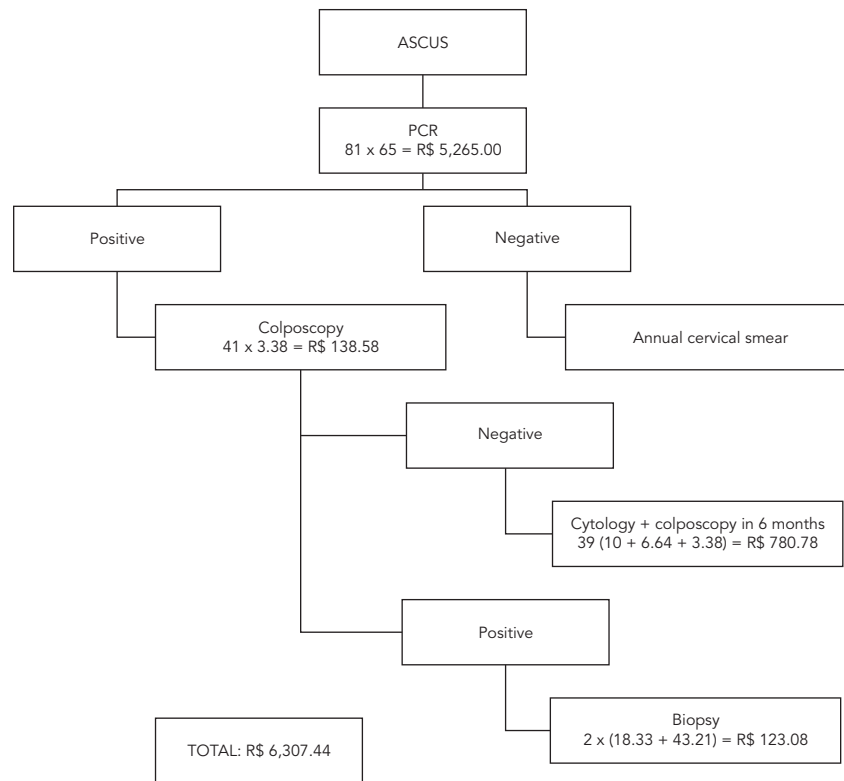 ASCUS
PCR
81 x 65 = R$ 5,265.00
Positive
Negative
Colposcopy
41 x 3.38 = R$ 138.58
Annual cervical smear
Negative
Cytology + colposcopy in 6 months
39 (10 + 6.64 + 3.38) = R$ 780.78
Positive
Biopsy
2 x (18.33 + 43.21) = R$ 123.08
TOTAL: R$ 6,307.44